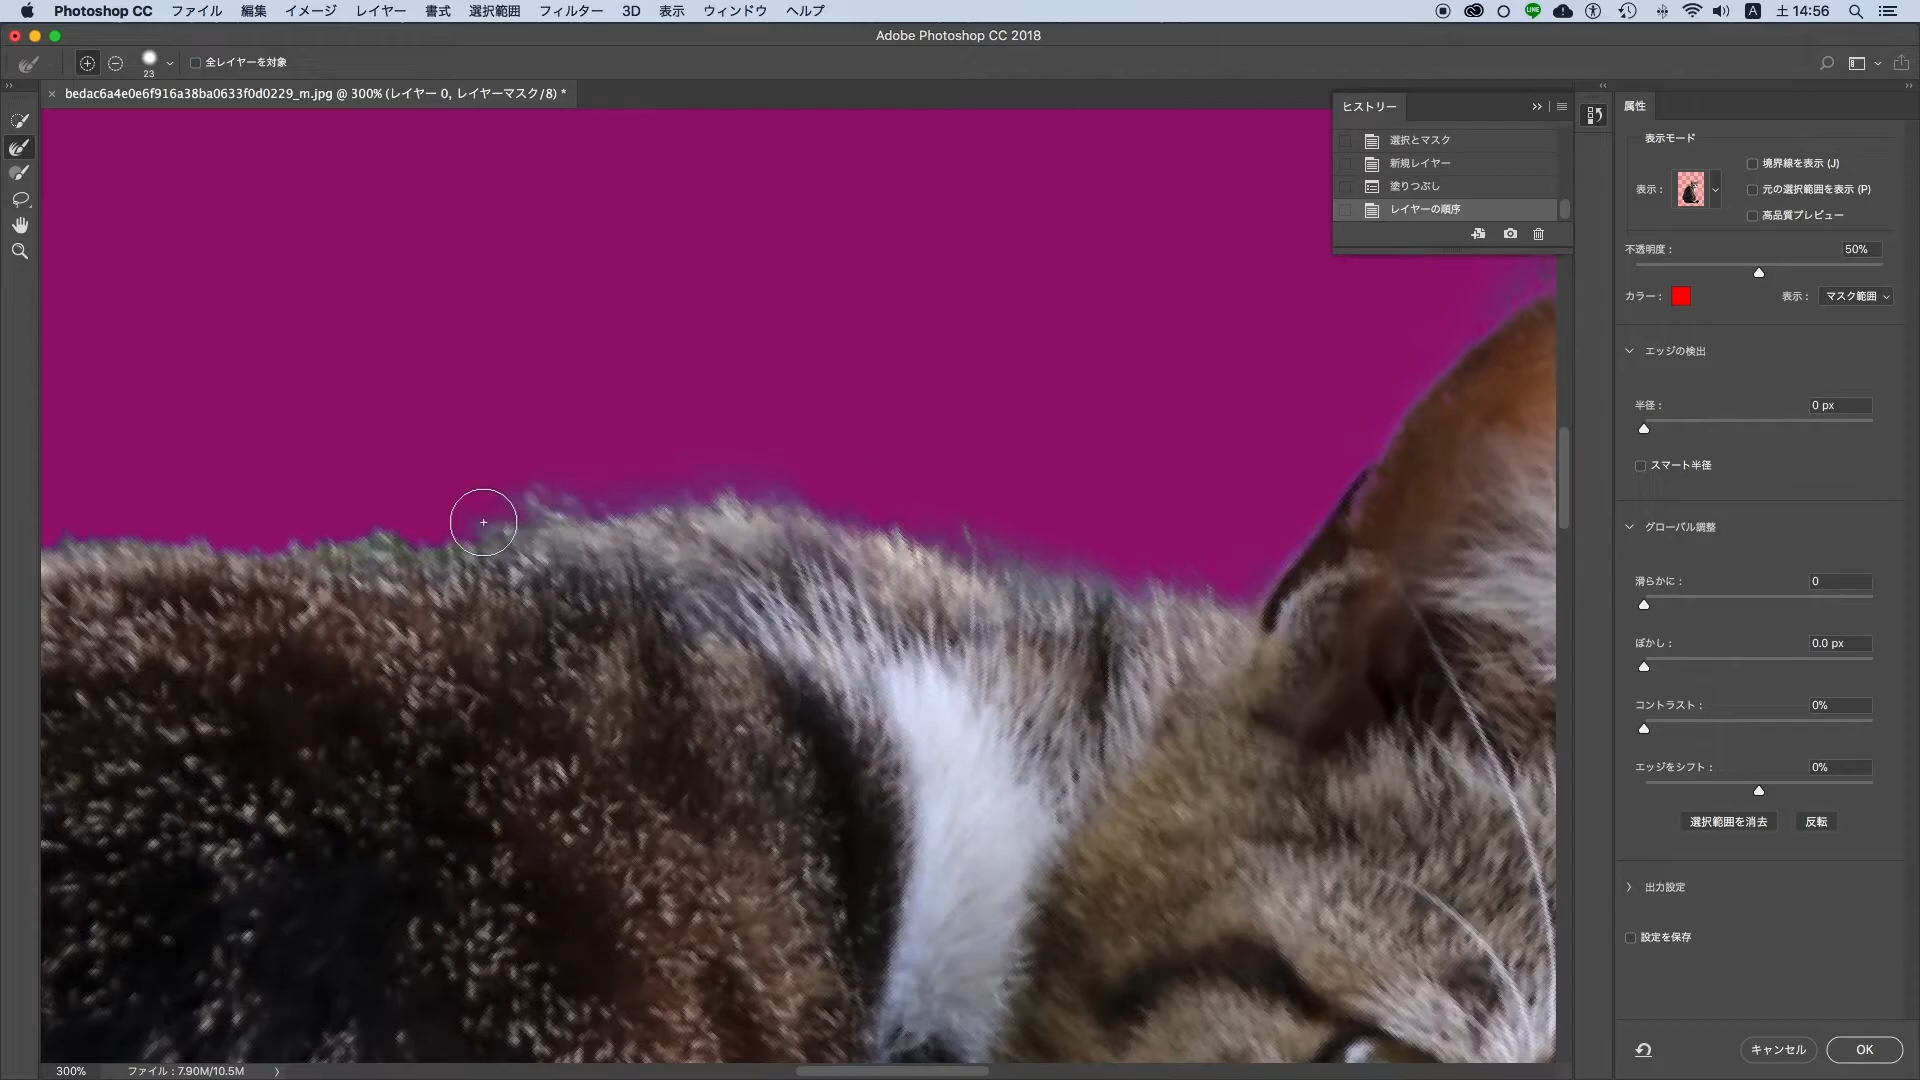 Photoshop CC ファイル 編集 イメージ レイヤー 書式 選択範囲 フィルター 3D 表示 ウィンドウ ヘルプ
LINE A 土 14:56
Adobe Photoshop CC 2018
23 全レイヤーを対象
bedac6a4e0e6f916a38ba0633f0d0229_m.jpg @ 300% (レイヤー 0, レイヤーマスク/8) *
ヒストリー
選択とマスク
新規レイヤー
塗りつぶし
レイヤーの順序
属性
表示モード
表示：
境界線を表示 (J)
元の選択範囲を表示 (P)
高品質プレビュー
不透明度： 50%
カラー： 表示： マスク範囲
エッジの検出
半径： 0 px
スマート半径
グローバル調整
滑らかに： 0
ぼかし： 0.0 px
コントラスト： 0%
エッジをシフト： 0%
選択範囲を消去 反転
出力設定
設定を保存
キャンセル OK
300% ファイル : 7.90M/10.5M